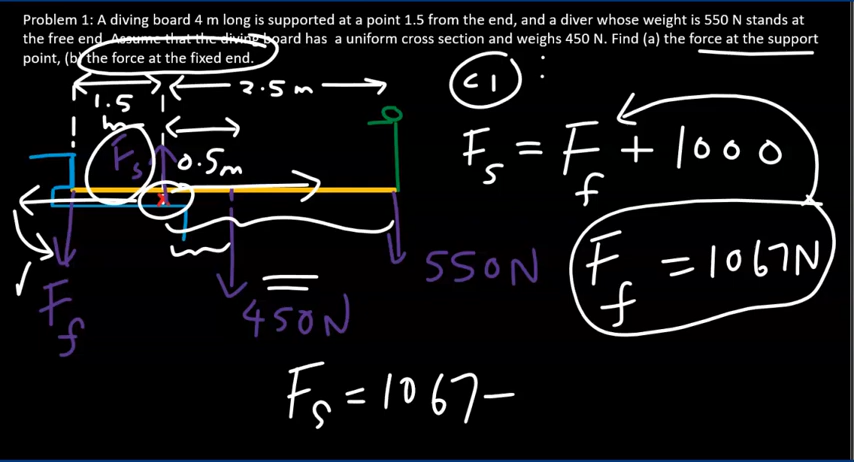 Problem 1: A diving board 4 m long is supported at a point 1.5 from the end, and a diver whose weight is 550 N stands at
the free end. Assume that the diving board has a uniform cross section and weighs 450 N. Find (a) the force at the support
point, (b) the force at the fixed end.
1.5 m
2.5 m
<1 :
Fs
0.5m
Fs = Ff + 1000
550N
Ff = 1067N
Ff
450N
Fs = 1067 -